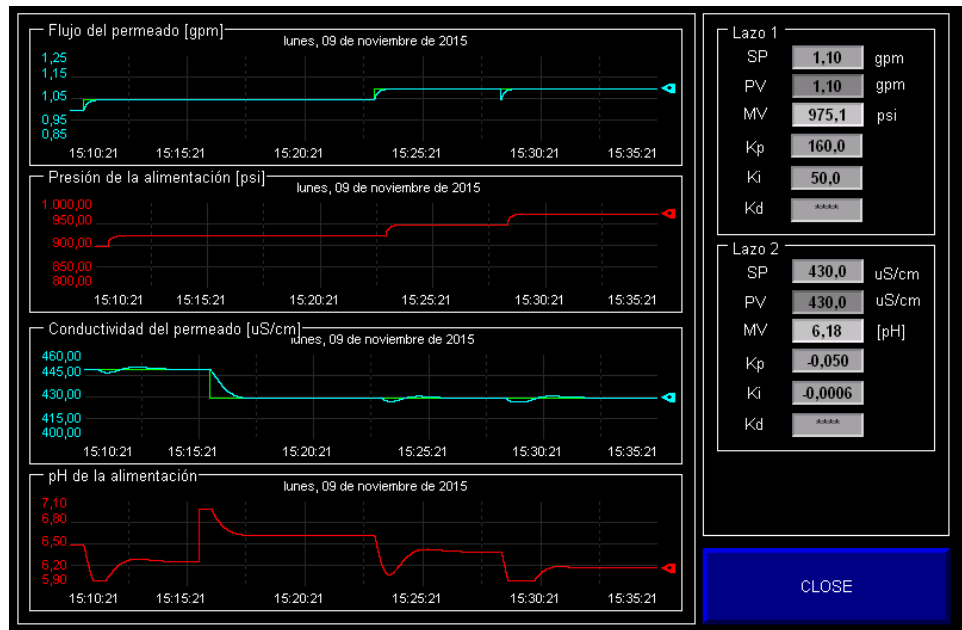 Flujo del permeado [gpm]
lunes, 09 de noviembre de 2015
1,25
1,15
1,05
0,95
0,85
15:10:21 15:15:21 15:20:21 15:25:21 15:30:21 15:35:21
Presión de la alimentación [psi]
lunes, 09 de noviembre de 2015
1.000,00
950,00
900,00
850,00
800,00
15:10:21 15:15:21 15:20:21 15:25:21 15:30:21 15:35:21
Conductividad del permeado [uS/cm]
lunes, 09 de noviembre de 2015
460,00
445,00
430,00
415,00
400,00
15:10:21 15:15:21 15:20:21 15:25:21 15:30:21 15:35:21
pH de la alimentación
lunes, 09 de noviembre de 2015
7,10
6,80
6,50
6,20
5,90
15:10:21 15:15:21 15:20:21 15:25:21 15:30:21 15:35:21
Lazo 1
SP 1,10 gpm
PV 1,10 gpm
MV 975,1 psi
Kp 160,0
Ki 50,0
Kd ****
Lazo 2
SP 430,0 uS/cm
PV 430,0 uS/cm
MV 6,18 [pH]
Kp -0,050
Ki -0,0006
Kd ****
CLOSE